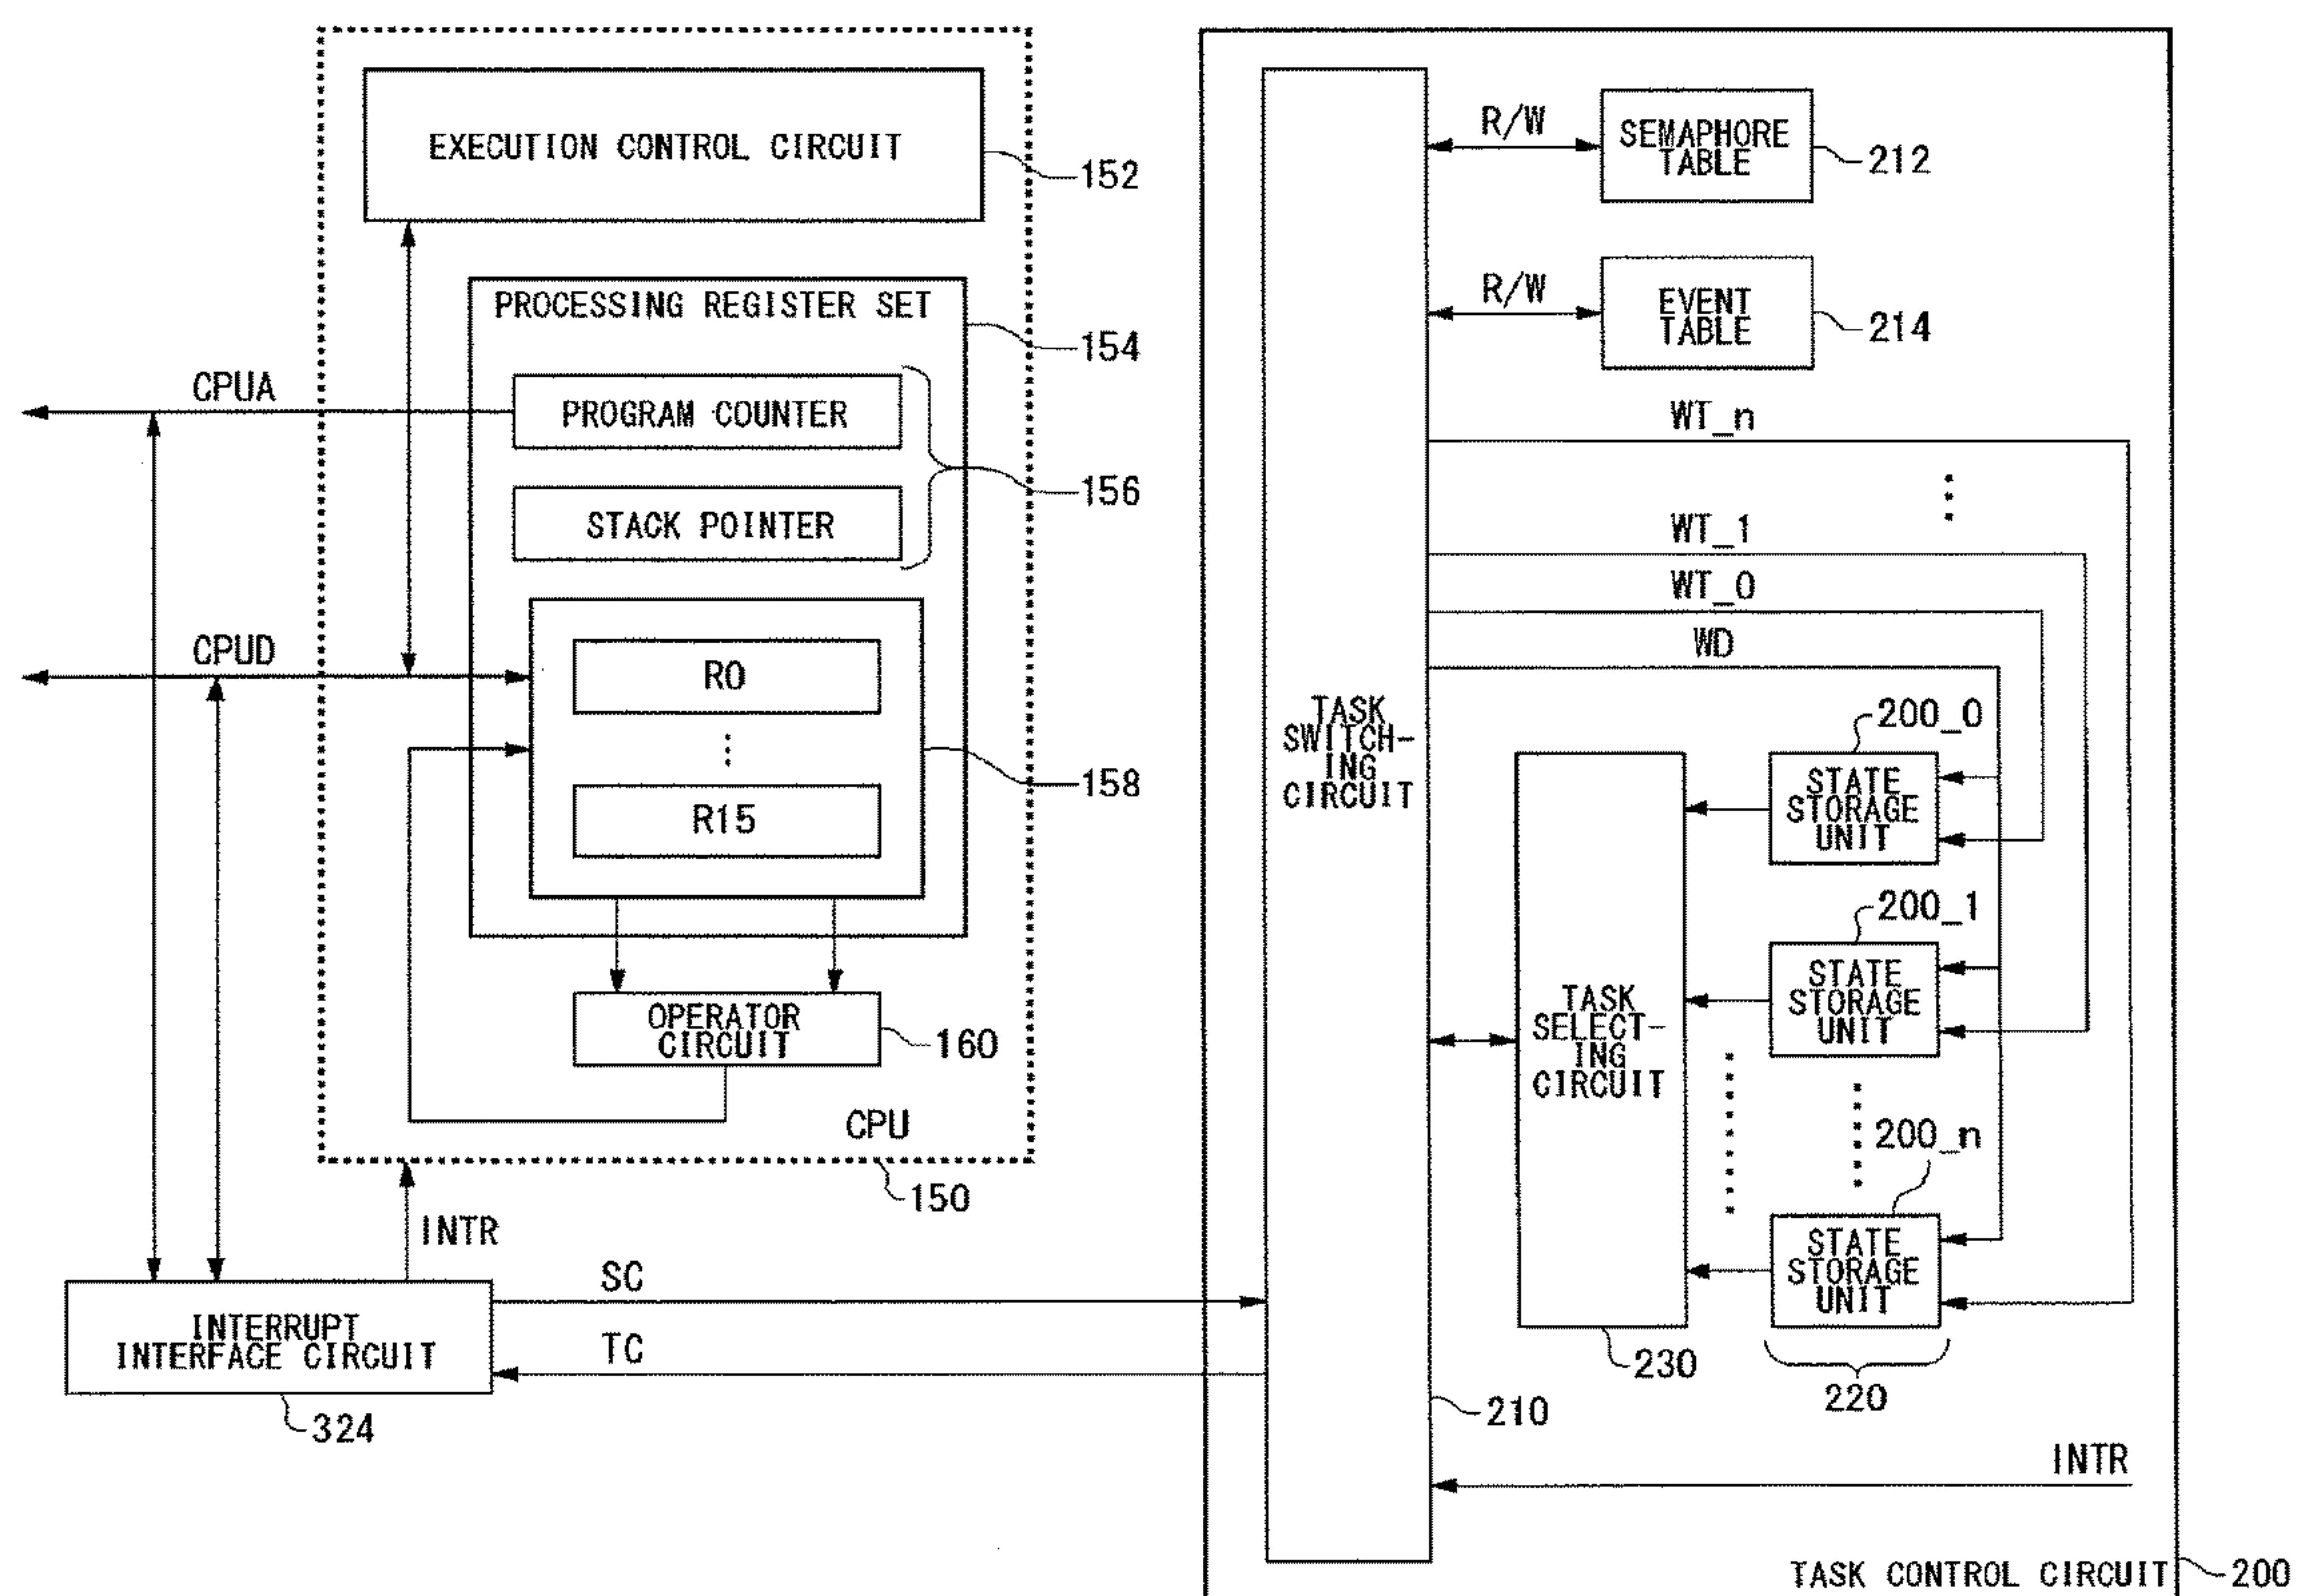 EXECUTION CONTROL CIRCUIT
152
PROCESSING REGISTER SET
154
CPUA
PROGRAM COUNTER
STACK POINTER
156
CPUD
R0
R15
158
OPERATOR
CIRCUIT
160
CPU
150
INTR
INTERRUPT
INTERFACE CIRCUIT
324
SC
TC
TASK
SWITCH-
ING
CIRCUIT
210
R/W
SEMAPHORE
TABLE
212
R/W
EVENT
TABLE
214
WT_n
WT_1
WT_0
WD
200_0
STATE
STORAGE
UNIT
200_1
STATE
STORAGE
UNIT
TASK
SELECT-
ING
CIRCUIT
200_n
STATE
STORAGE
UNIT
230
220
INTR
TASK CONTROL CIRCUIT
200